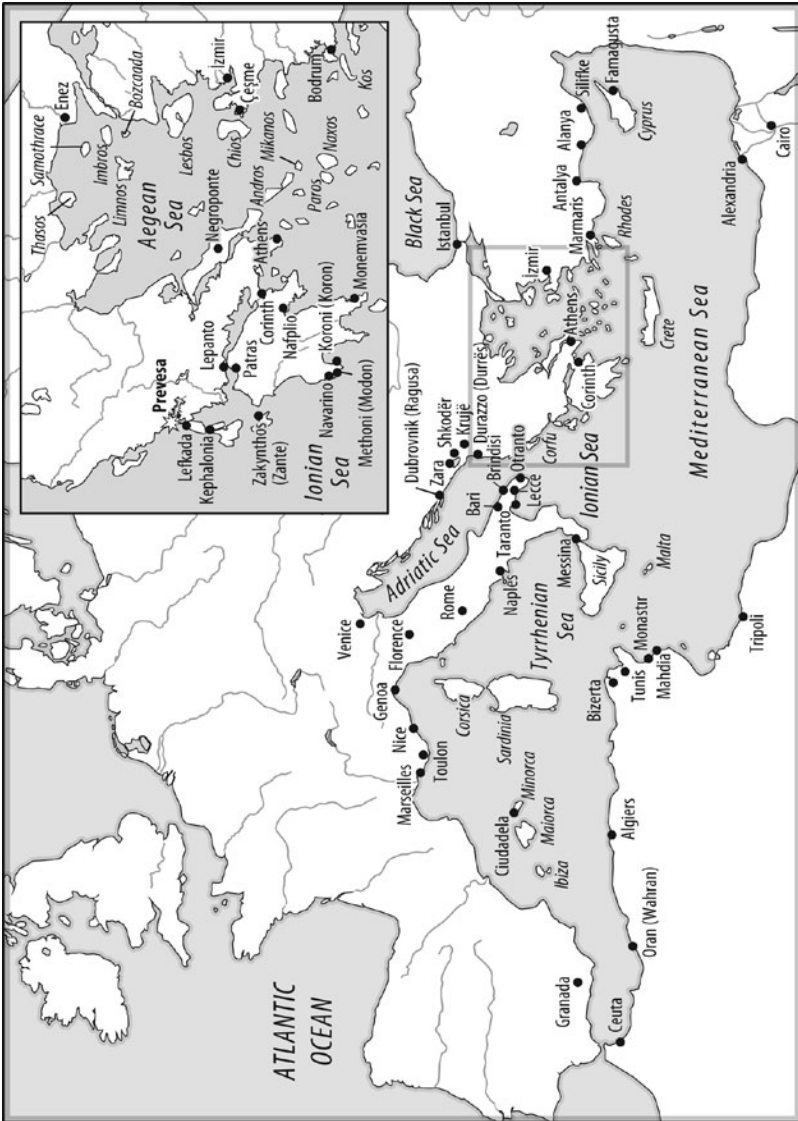 ATLANTIC
OCEAN
Granada
Ceuta
Oran (Wahran)
Algiers
Ibiza
Maiorca
Minorca
Ciudadela
Marseilles
Toulon
Nice
Genoa
Corsica
Sardinia
Florence
Venice
Rome
Tyrrhenian
Sea
Naples
Bizerta
Tunis
Monastur
Mahdia
Tripoli
Malta
Sicily
Messina
Adriatic Sea
Taranto
Bari
Brindisi
Lecce
Otranto
Dubrovnik (Ragusa)
Zara
Shkodër
Krujë
Durazzo (Durrës)
Corfu
Ionian Sea
Corinth
Athens
İzmir
Mediterranean Sea
Crete
Istanbul
Black Sea
Marmaris
Rhodes
Antalya
Alanya
Silifke
Famagusta
Cyprus
Alexandria
Cairo
Prevesa
Lefkada
Kephalonia
Zakynthos
(Zante)
Ionian
Sea
Lepanto
Patras
Corinth
Nafplio
Navarino
Koroni (Koron)
Methoni (Modon)
Monemvasia
Athens
Negroponte
Aegean
Sea
Thasos
Samothrace
Imbros
Limnos
Enez
Bozcaada
Lesbos
Chios
İzmir
Çeşme
Andros
Mikanos
Paros
Naxos
Bodrum
Kos